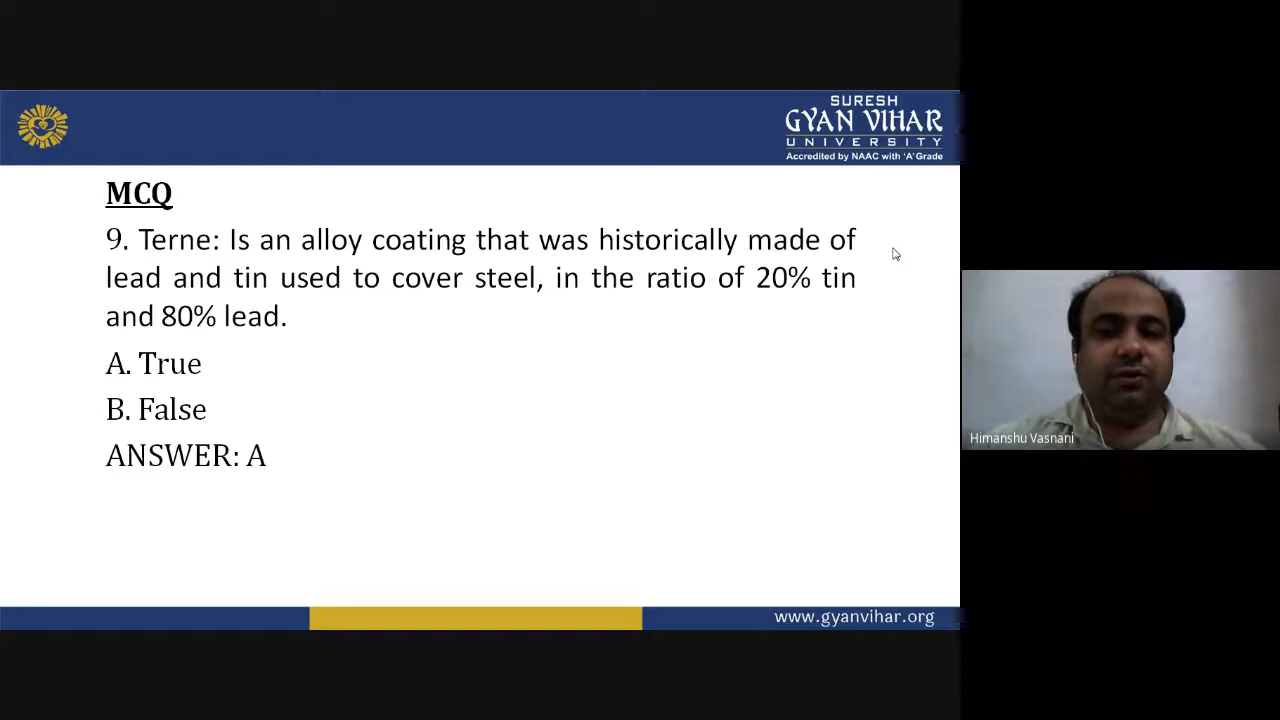 SURESH
GYAN VIHAR
UNIVERSITY
Accredited by NAAC with 'A' Grade
MCQ
9. Terne: Is an alloy coating that was historically made of
lead and tin used to cover steel, in the ratio of 20% tin
and 80% lead.
A. True
B. False
ANSWER: A
Himanshu Vasnani
www.gyanvihar.org